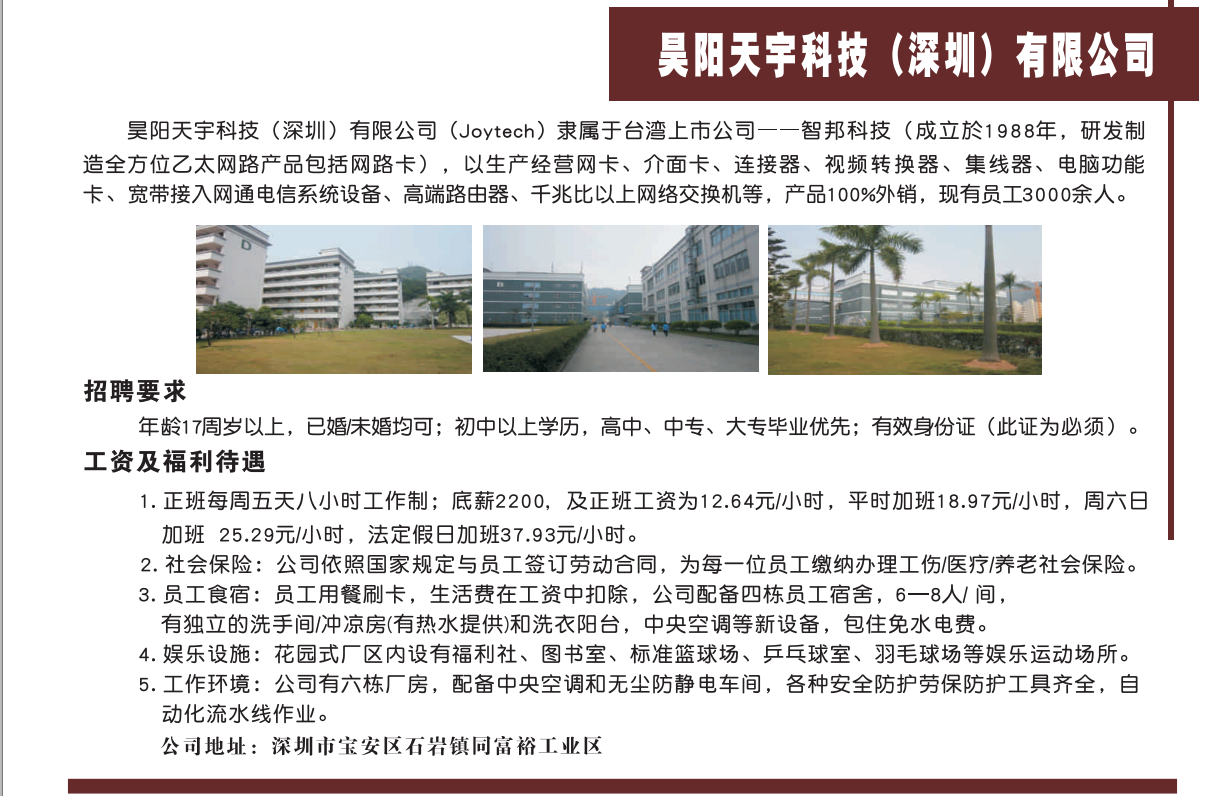 昊阳天宇科技（深圳）有限公司
昊阳天宇科技（深圳）有限公司（Joytech）隶属于台湾上市公司——智邦科技（成立於1988年，研发制
造全方位乙太网路产品包括网路卡），以生产经营网卡、介面卡、连接器、视频转换器、集线器、电脑功能
卡、宽带接入网通电信系统设备、高端路由器、千兆比以上网络交换机等，产品100%外销，现有员工3000余人。
D
招聘要求
年龄17周岁以上，已婚/未婚均可；初中以上学历，高中、中专、大专毕业优先；有效身份证（此证为必须）。
工资及福利待遇
1. 正班每周五天八小时工作制；底薪2200，及正班工资为12.64元/小时，平时加班18.97元/小时，周六日
加班 25.29元/小时，法定假日加班37.93元/小时。
2. 社会保险：公司依照国家规定与员工签订劳动合同，为每一位员工缴纳办理工伤/医疗/养老社会保险。
3. 员工食宿：员工用餐刷卡，生活费在工资中扣除，公司配备四栋员工宿舍，6—8人/ 间，
有独立的洗手间/冲凉房(有热水提供)和洗衣阳台，中央空调等新设备，包住免水电费。
4. 娱乐设施：花园式厂区内设有福利社、图书室、标准篮球场、乒乓球室、羽毛球场等娱乐运动场所。
5. 工作环境：公司有六栋厂房，配备中央空调和无尘防静电车间，各种安全防护劳保防护工具齐全，自
动化流水线作业。
公司地址：深圳市宝安区石岩镇同富裕工业区